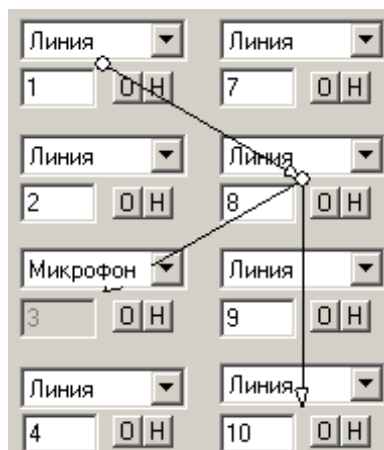 Линия Линия
1 О Н 7 О Н
Линия Линия
2 О Н 8 О Н
Микрофон Линия
3 О Н 9 О Н
Линия Линия
4 О Н 10 О Н